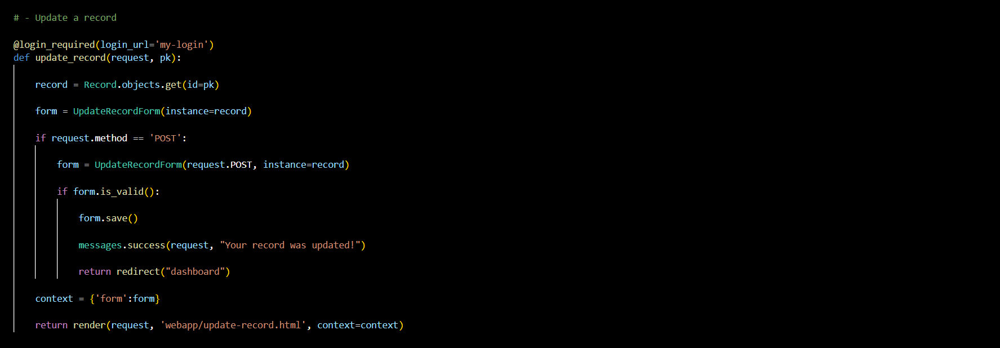 # - Update a record
@login_required(login_url='my-login')
def update_record(request, pk):
record = Record.objects.get(id=pk)
form = UpdateRecordForm(instance=record)
if request.method == 'POST':
form = UpdateRecordForm(request.POST, instance=record)
if form.is_valid():
form.save()
messages.success(request, "Your record was updated!")
return redirect("dashboard")
context = {'form':form}
return render(request, 'webapp/update-record.html', context=context)